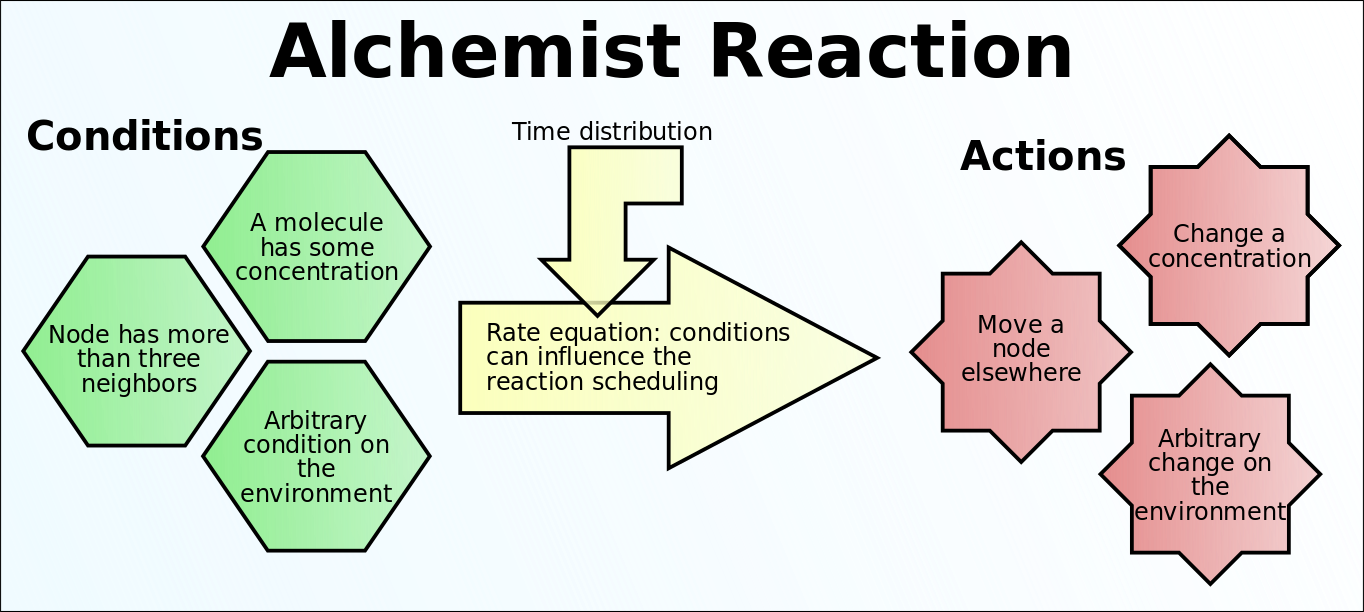 Alchemist Reaction
Conditions
A molecule
has some
concentration
Node has more
than three
neighbors
Arbitrary
condition on
the
environment
Time distribution
Rate equation: conditions
can influence the
reaction scheduling
Actions
Change a
concentration
Move a
node
elsewhere
Arbitrary
change on
the
environment